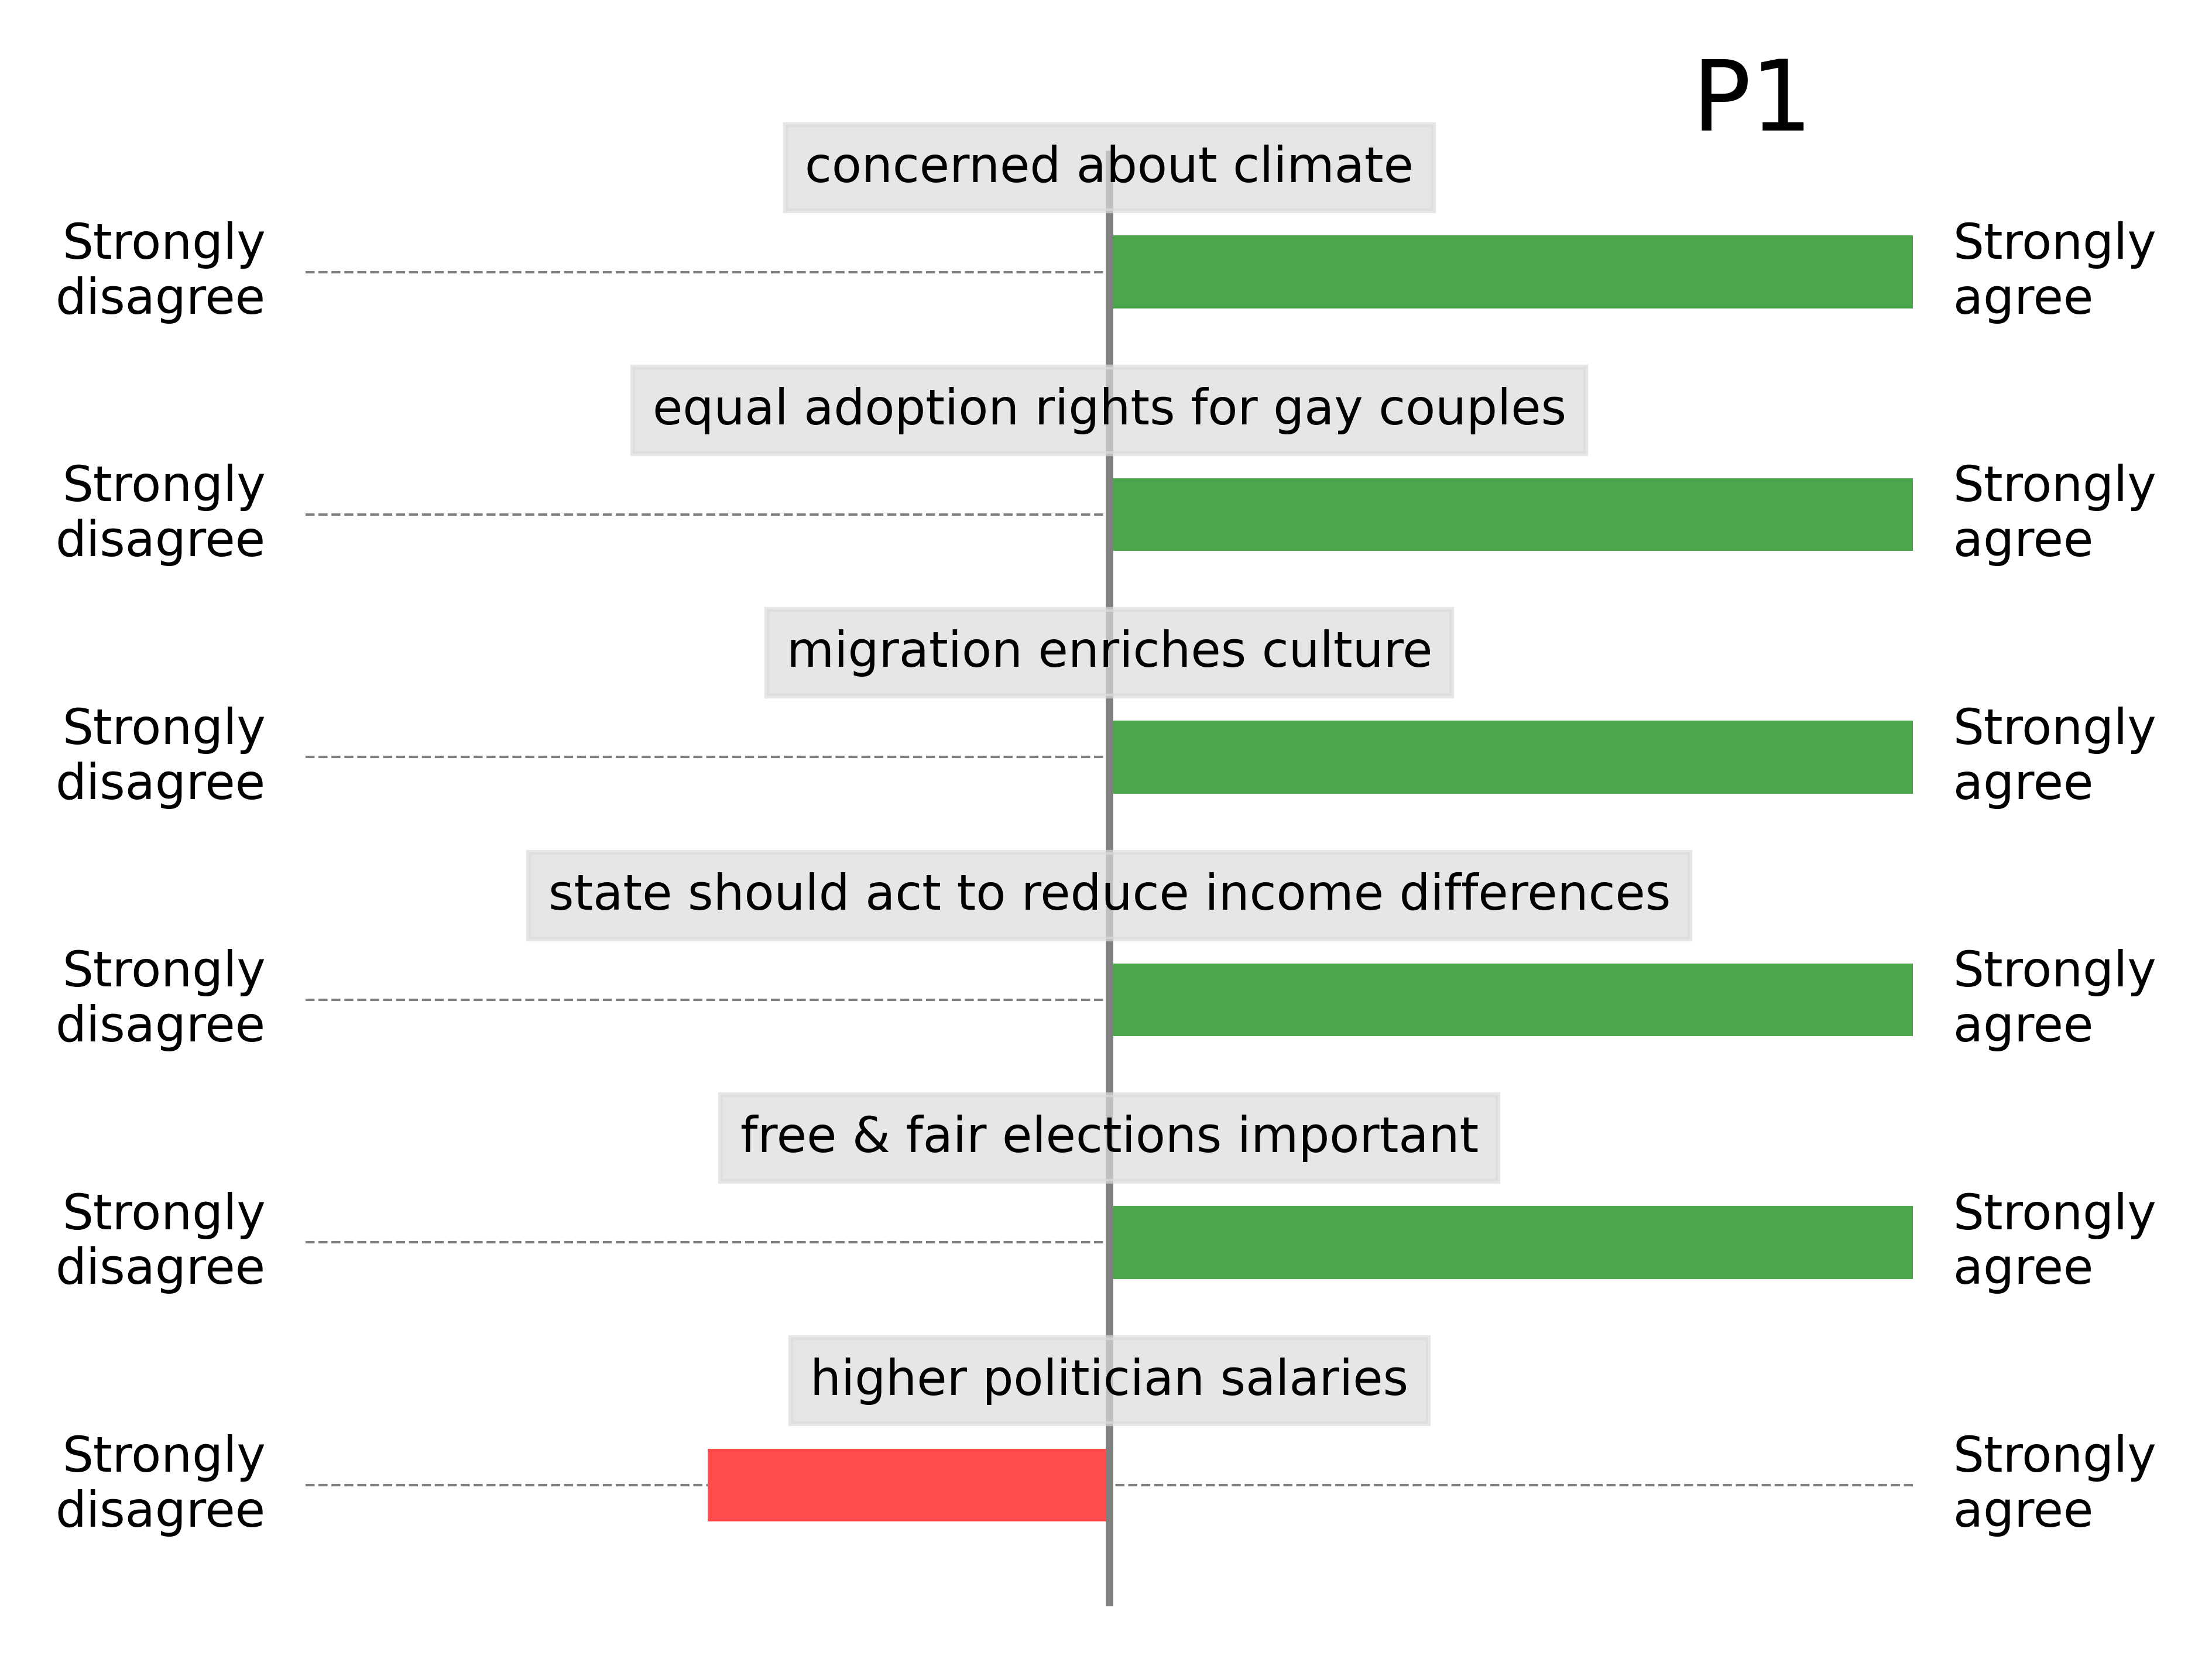 P1
concerned about climate
Strongly
disagree
Strongly
agree
equal adoption rights for gay couples
Strongly
disagree
Strongly
agree
migration enriches culture
Strongly
disagree
Strongly
agree
state should act to reduce income differences
Strongly
disagree
Strongly
agree
free & fair elections important
Strongly
disagree
Strongly
agree
higher politician salaries
Strongly
disagree
Strongly
agree